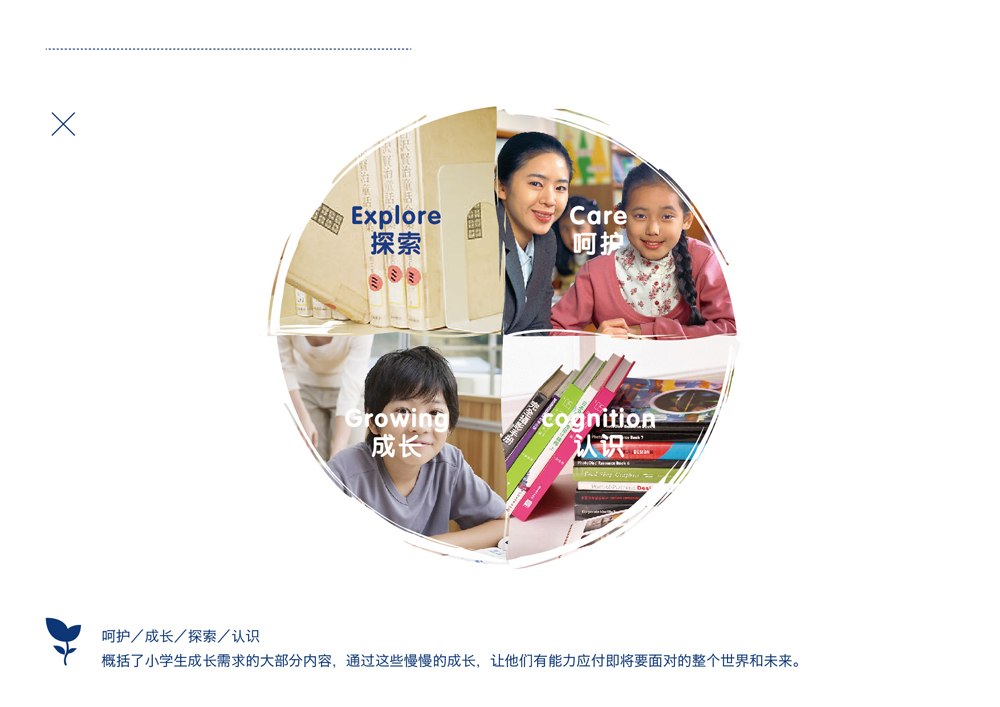 Explore
探索
Care
呵护
Growing
成长
cognition
认识
呵护／成长／探索／认识
概括了小学生成长需求的大部分内容，通过这些慢慢的成长，让他们有能力应付即将要面对的整个世界和未来。